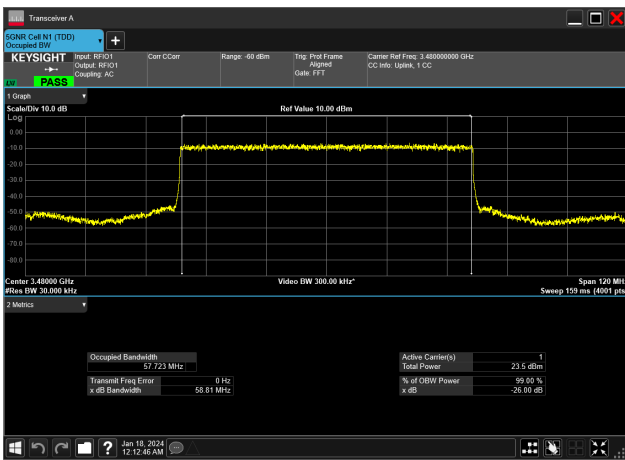 Transceiver A
5GNR Cell N1 (TDD)
Occupied BW
KEYSIGHT
Input: RFIO1
Output: RFIO1
Coupling: AC
Corr CCorr
Range: -60 dBm
Trig: Prot Frame
Aligned
Gate: FFT
Carrier Ref Freq: 3.480000000 GHz
CC Info: Uplink, 1 CC
PASS
1 Graph
Scale/Div 10.0 dB
Ref Value 10.00 dBm
Log
0.00
-10.0
-20.0
-30.0
-40.0
-50.0
-60.0
-70.0
-80.0
Center 3.48000 GHz
Video BW 300.00 kHz*
Span 120 MH
#Res BW 30.000 kHz
Sweep 159 ms (4001 pts
2 Metrics
Occupied Bandwidth
57.723 MHz
Active Carrier(s) 1
Total Power 23.5 dBm
Transmit Freq Error 0 Hz
x dB Bandwidth 58.81 MHz
% of OBW Power 99.00 %
x dB -26.00 dB
?
Jan 18, 2024
12:12:46 AM